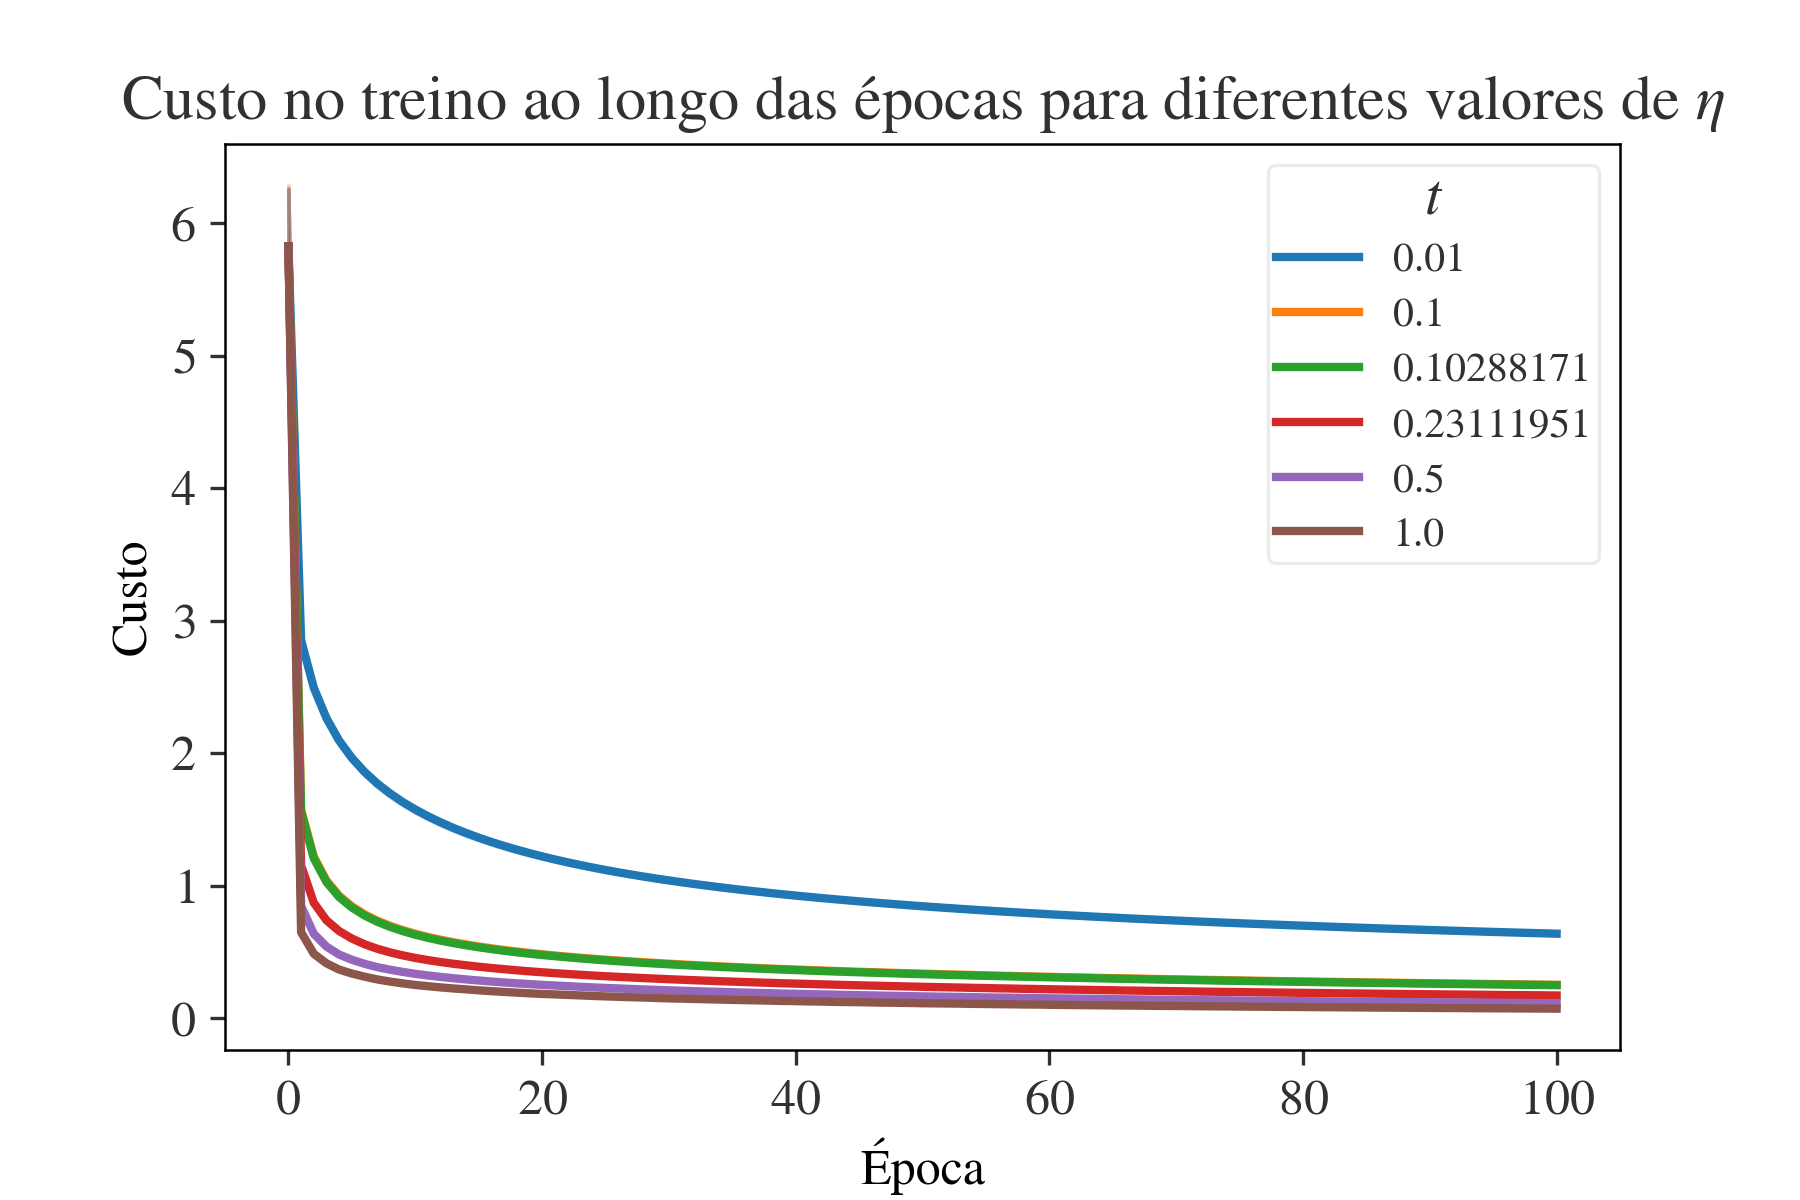 Custo no treino ao longo das épocas para diferentes valores de η
t
0.01
0.1
0.10288171
0.23111951
0.5
1.0
Custo
6
5
4
3
2
1
0
0 20 40 60 80 100
Época